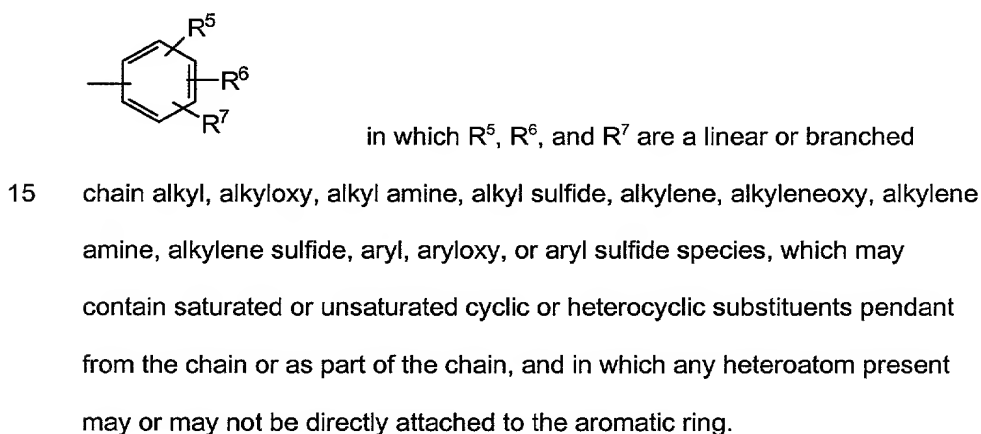 R⁵
R⁶
R⁷
in which R⁵, R⁶, and R⁷ are a linear or branched
15 chain alkyl, alkyloxy, alkyl amine, alkyl sulfide, alkylene, alkyleneoxy, alkylene
amine, alkylene sulfide, aryl, aryloxy, or aryl sulfide species, which may
contain saturated or unsaturated cyclic or heterocyclic substituents pendant
from the chain or as part of the chain, and in which any heteroatom present
may or may not be directly attached to the aromatic ring.